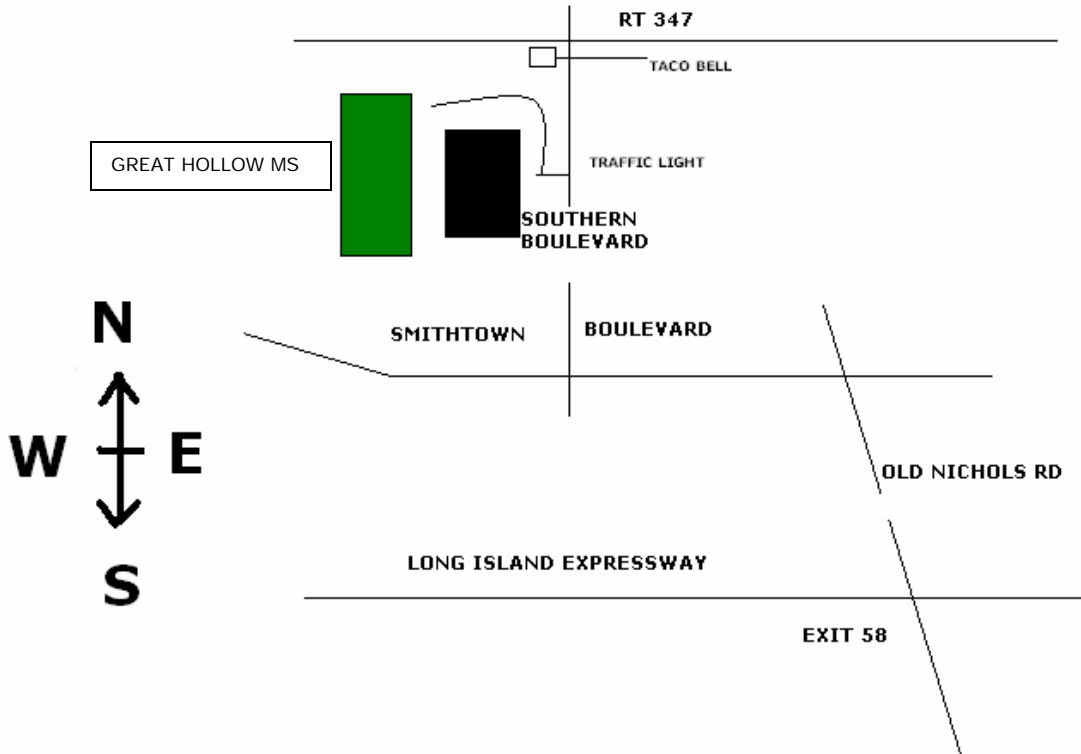 RT 347
TACO BELL
GREAT HOLLOW MS
TRAFFIC LIGHT
SOUTHERN
BOULEVARD
N
SMITHTOWN BOULEVARD
W E
OLD NICHOLS RD
LONG ISLAND EXPRESSWAY
S
EXIT 58